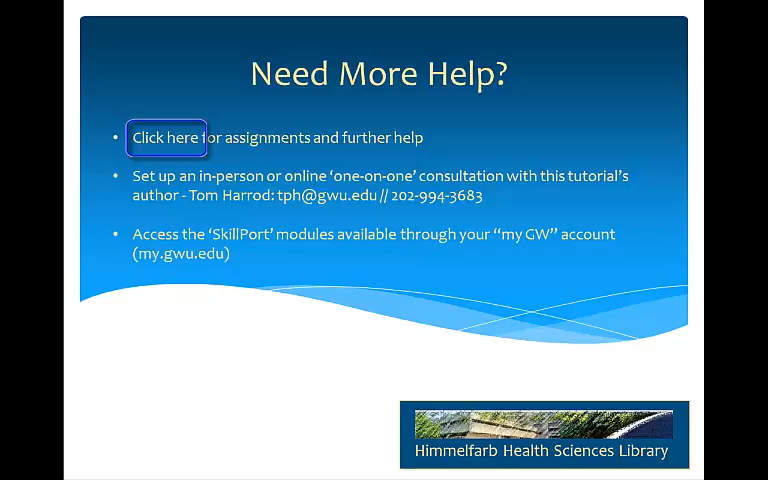 Need More Help?
• Click here for assignments and further help
• Set up an in-person or online ‘one-on-one’ consultation with this tutorial’s
author - Tom Harrod: tph@gwu.edu // 202-994-3683
• Access the ‘SkillPort’ modules available through your “my GW” account
(my.gwu.edu)
Himmelfarb Health Sciences Library